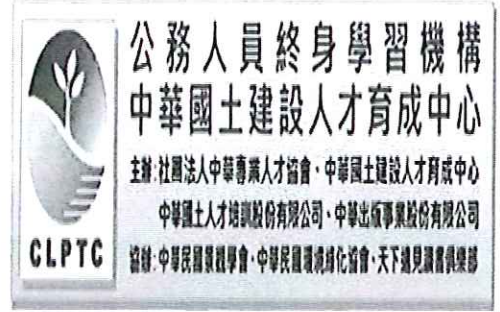 公務人員終身學習機構
中華國土建設人才育成中心
主辦:社團法人中華專業人才協會、中華國土建設人才育成中心
中華國土人才培訓股份有限公司、中華出版事業股份有限公司
協辦:中華民國景觀學會、中華民國環境綠化協會、天下遠見讀書俱樂部
CLPTC